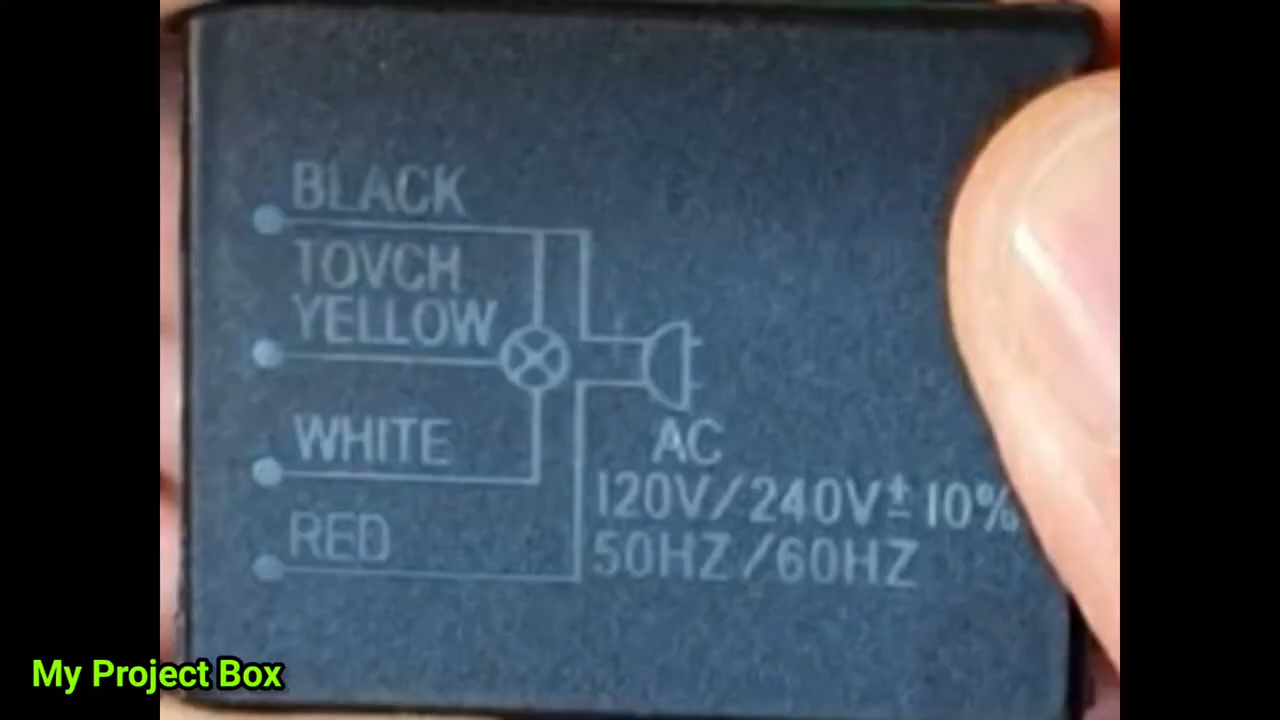 BLACK
TOVCH
YELLOW
WHITE
RED
AC
120V/240V±10%
50HZ/60HZ
My Project Box